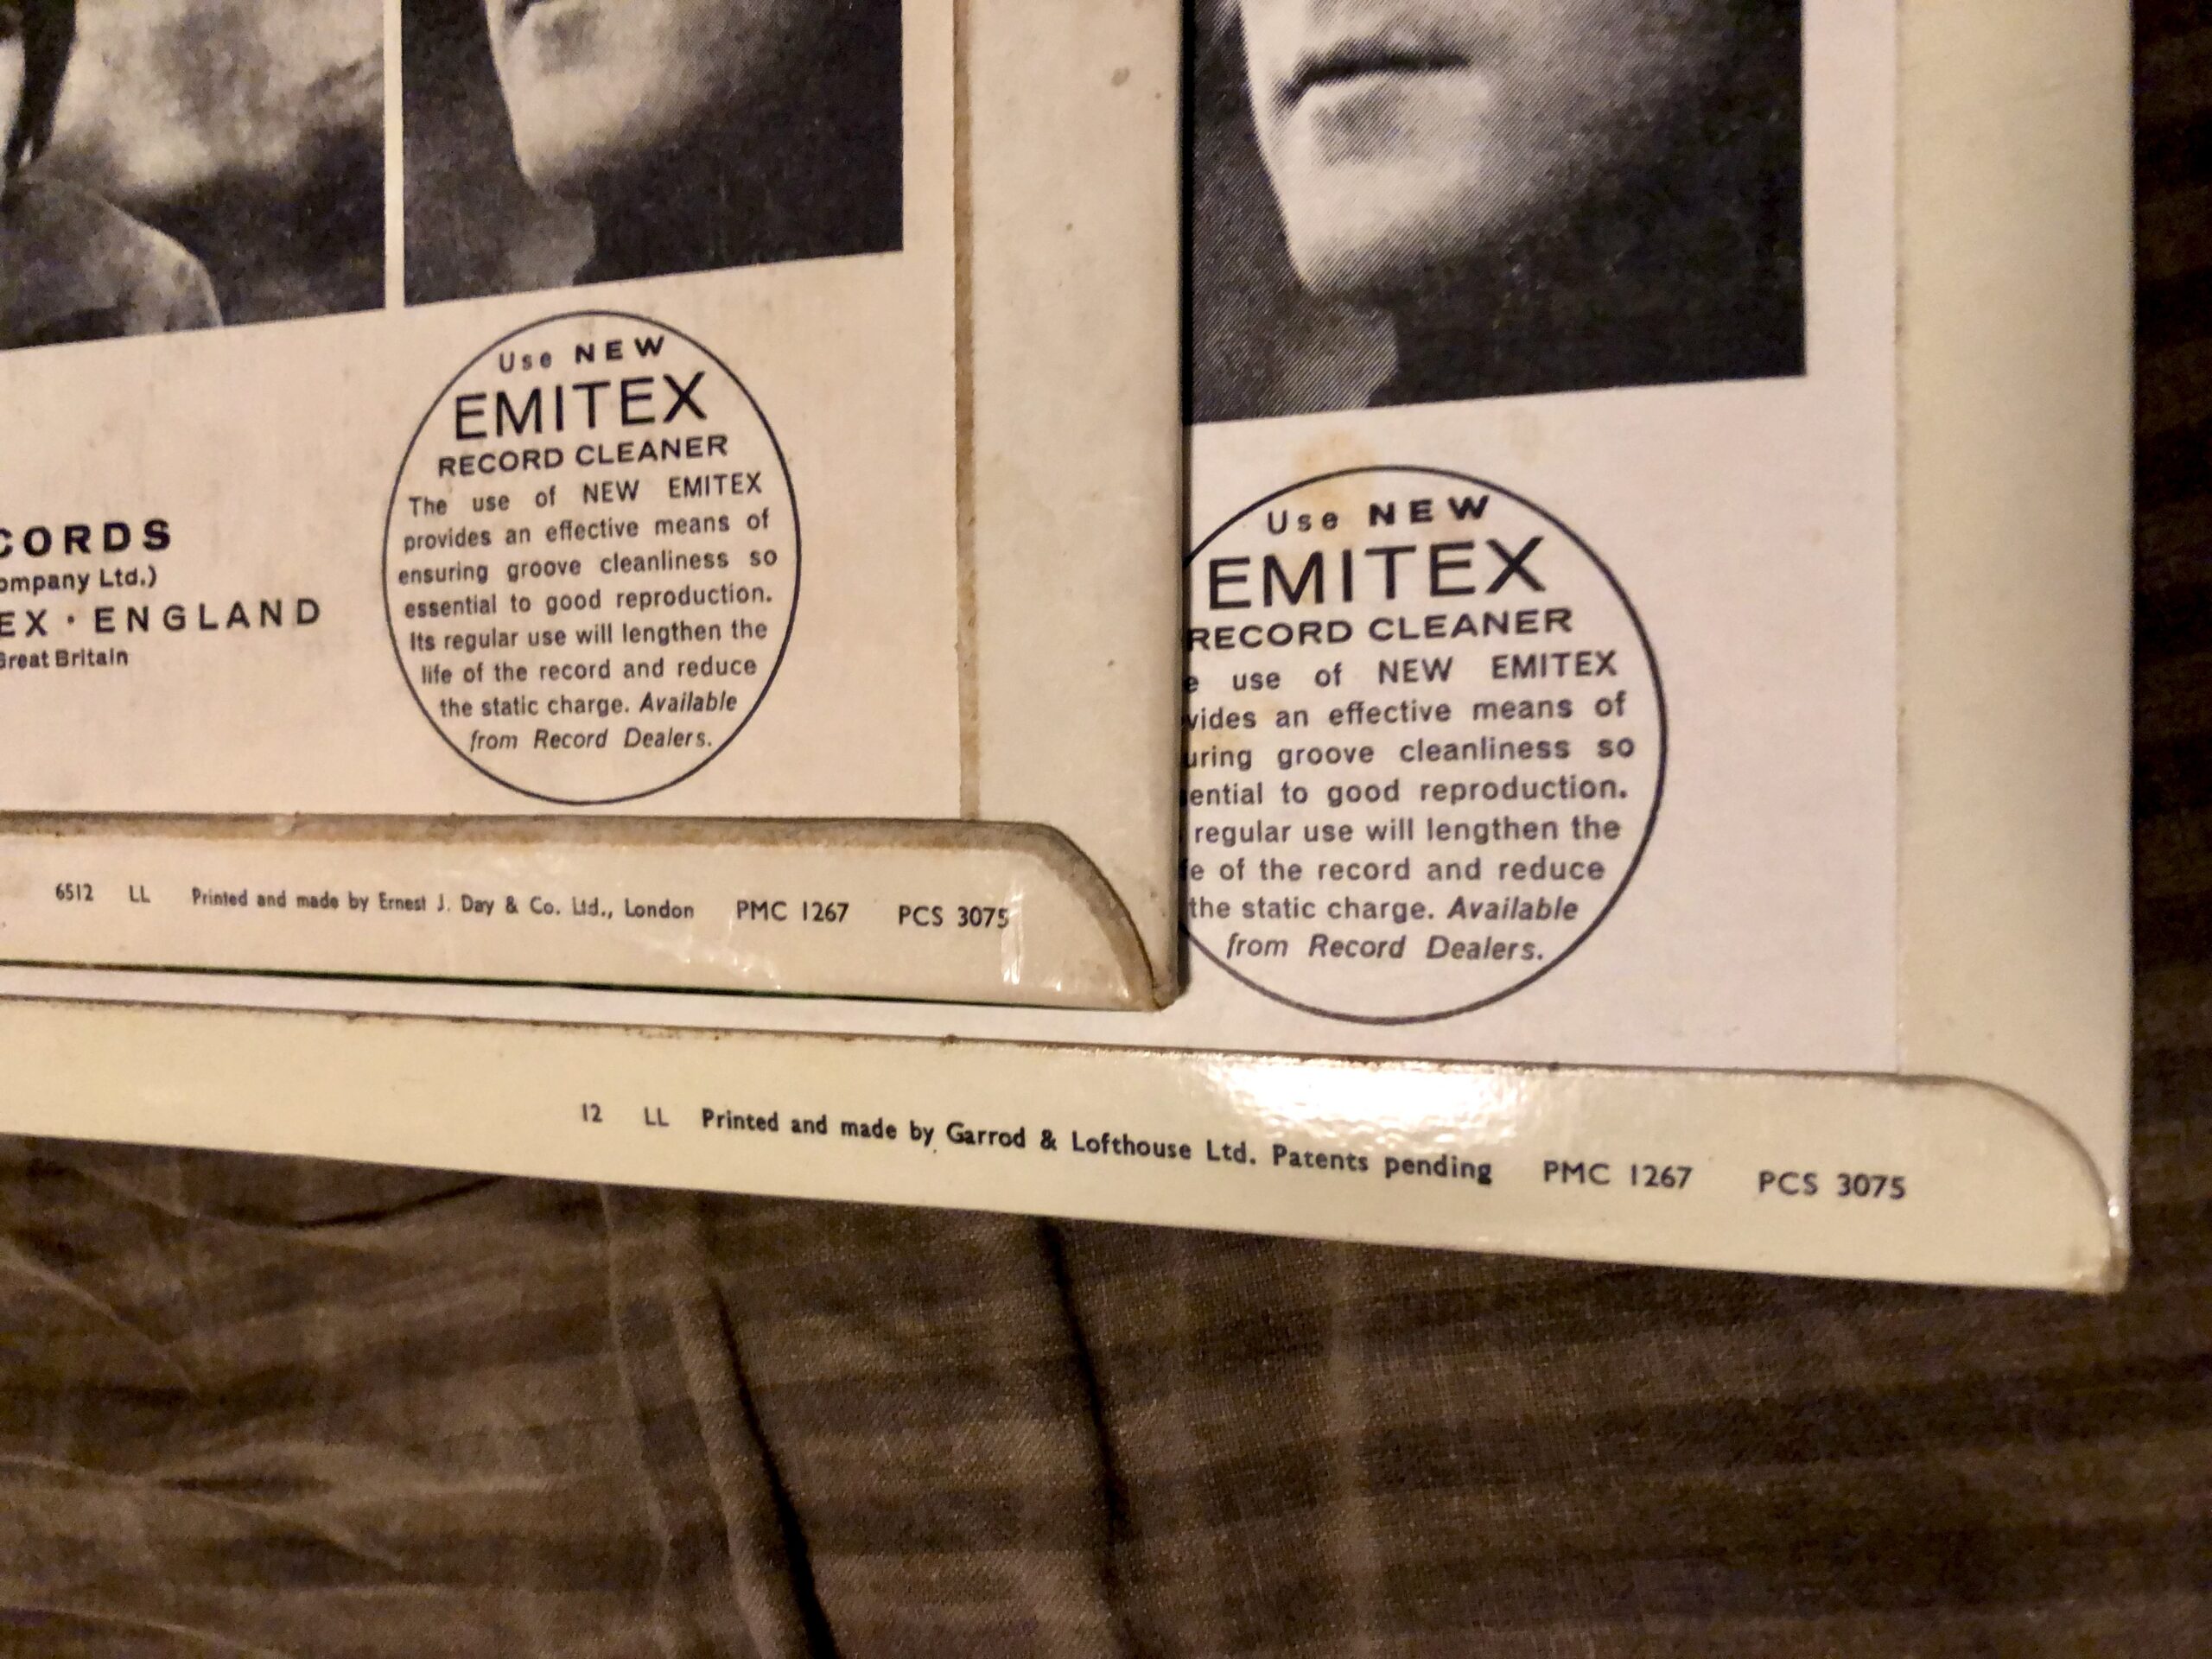 CORDS
ompany Ltd.)
EX · ENGLAND
Great Britain
Use NEW
EMITEX
RECORD CLEANER
The use of NEW EMITEX
provides an effective means of
ensuring groove cleanliness so
essential to good reproduction.
Its regular use will lengthen the
life of the record and reduce
the static charge. Available
from Record Dealers.
6512 LL Printed and made by Ernest J. Day & Co. Ltd., London PMC 1267 PCS 3075
Use NEW
EMITEX
RECORD CLEANER
e use of NEW EMITEX
vides an effective means of
uring groove cleanliness so
ential to good reproduction.
regular use will lengthen the
fe of the record and reduce
the static charge. Available
from Record Dealers.
12 LL Printed and made by Garrod & Lofthouse Ltd. Patents pending PMC 1267 PCS 3075